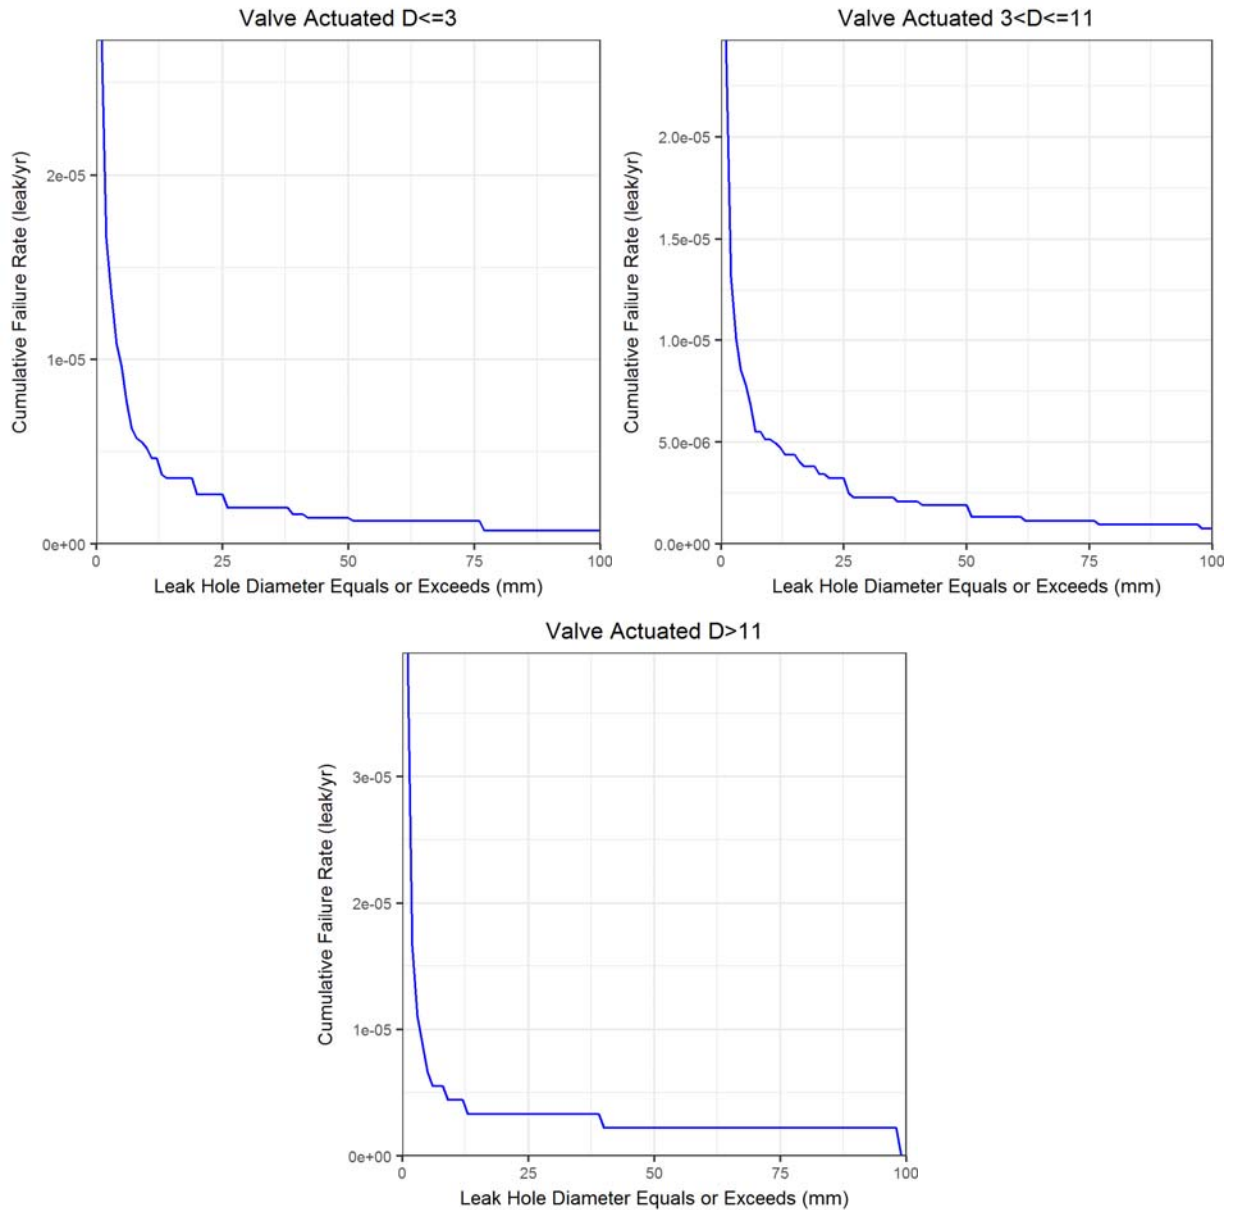 Valve Actuated D<=3
Cumulative Failure Rate (leak/yr)
2e-05
1e-05
0e+00
0 25 50 75 100
Leak Hole Diameter Equals or Exceeds (mm)
Valve Actuated 3<D<=11
Cumulative Failure Rate (leak/yr)
2.0e-05
1.5e-05
1.0e-05
5.0e-06
0.0e+00
0 25 50 75 100
Leak Hole Diameter Equals or Exceeds (mm)
Valve Actuated D>11
Cumulative Failure Rate (leak/yr)
3e-05
2e-05
1e-05
0e+00
0 25 50 75 100
Leak Hole Diameter Equals or Exceeds (mm)